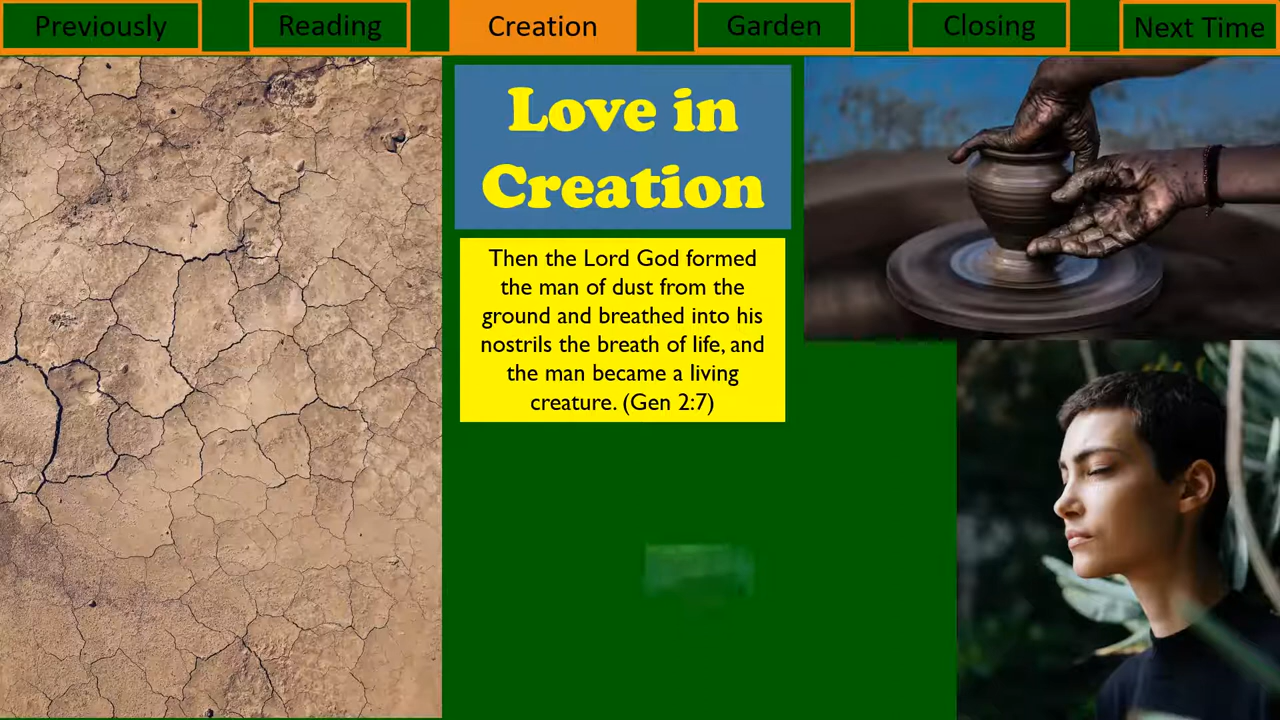 Previously
Reading
Creation
Garden
Closing
Next Time
Love in
Creation
Then the Lord God formed
the man of dust from the
ground and breathed into his
nostrils the breath of life, and
the man became a living
creature. (Gen 2:7)